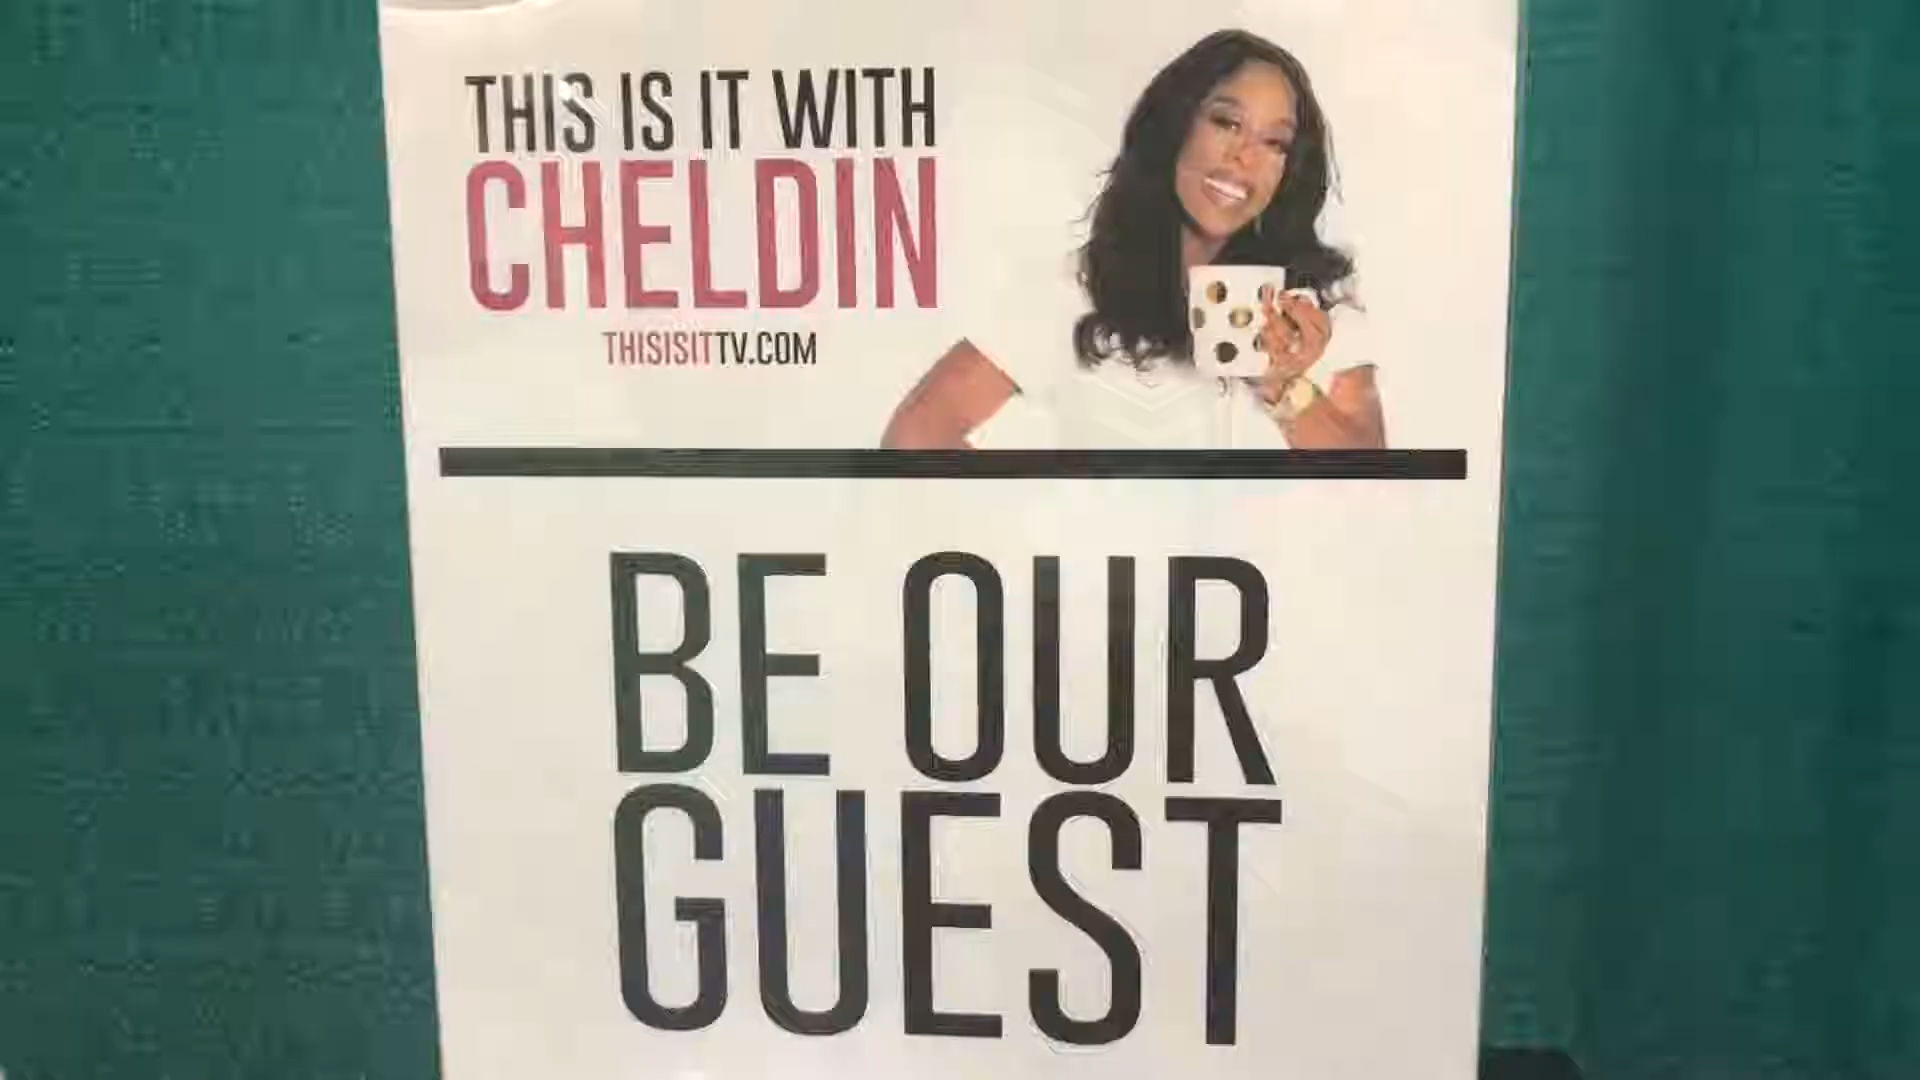 THIS IS IT WITH
CHELDIN
THISISITTV.COM
BE OUR
GUEST